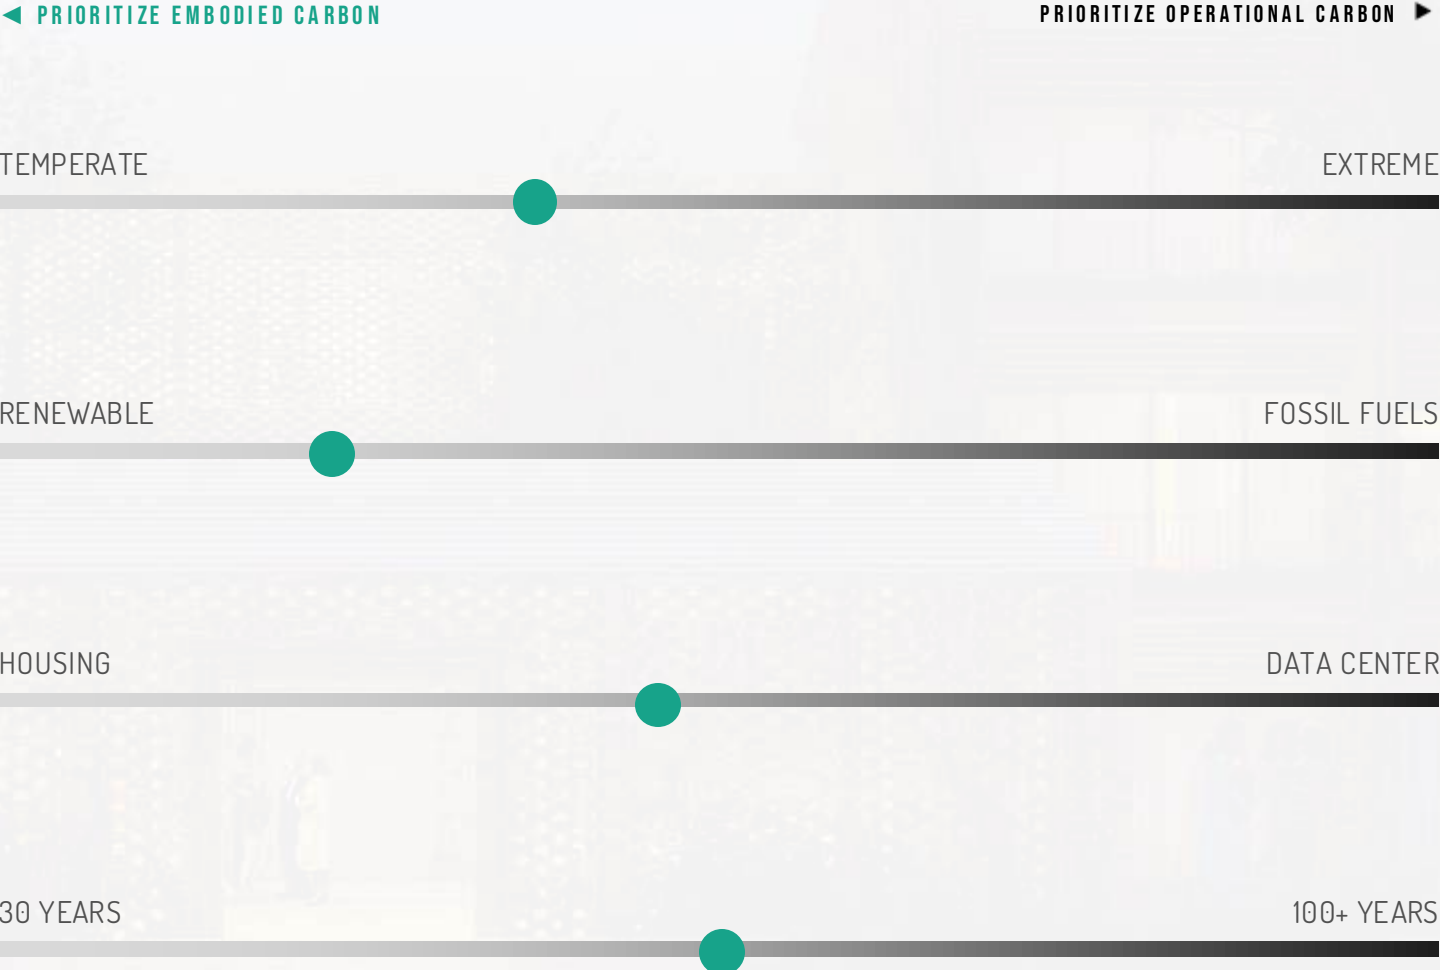 ◀ PRIORITIZE EMBODIED CARBON
PRIORITIZE OPERATIONAL CARBON ▶
TEMPERATE
EXTREME
RENEWABLE
FOSSIL FUELS
HOUSING
DATA CENTER
30 YEARS
100+ YEARS